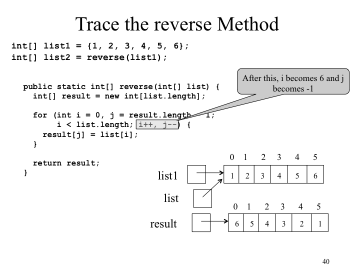 Trace the reverse Method
int[] list1 = {1, 2, 3, 4, 5, 6};
int[] list2 = reverse(list1);
After this, i becomes 6 and j
becomes -1
public static int[] reverse(int[] list) {
int[] result = new int[list.length];
for (int i = 0, j = result.length - i;
i < list.length; i++, j--) {
result[j] = list[i];
}
return result;
}
0 1 2 3 4 5
list1
1 2 3 4 5 6
list
0 1 2 3 4 5
result
6 5 4 3 2 1
40